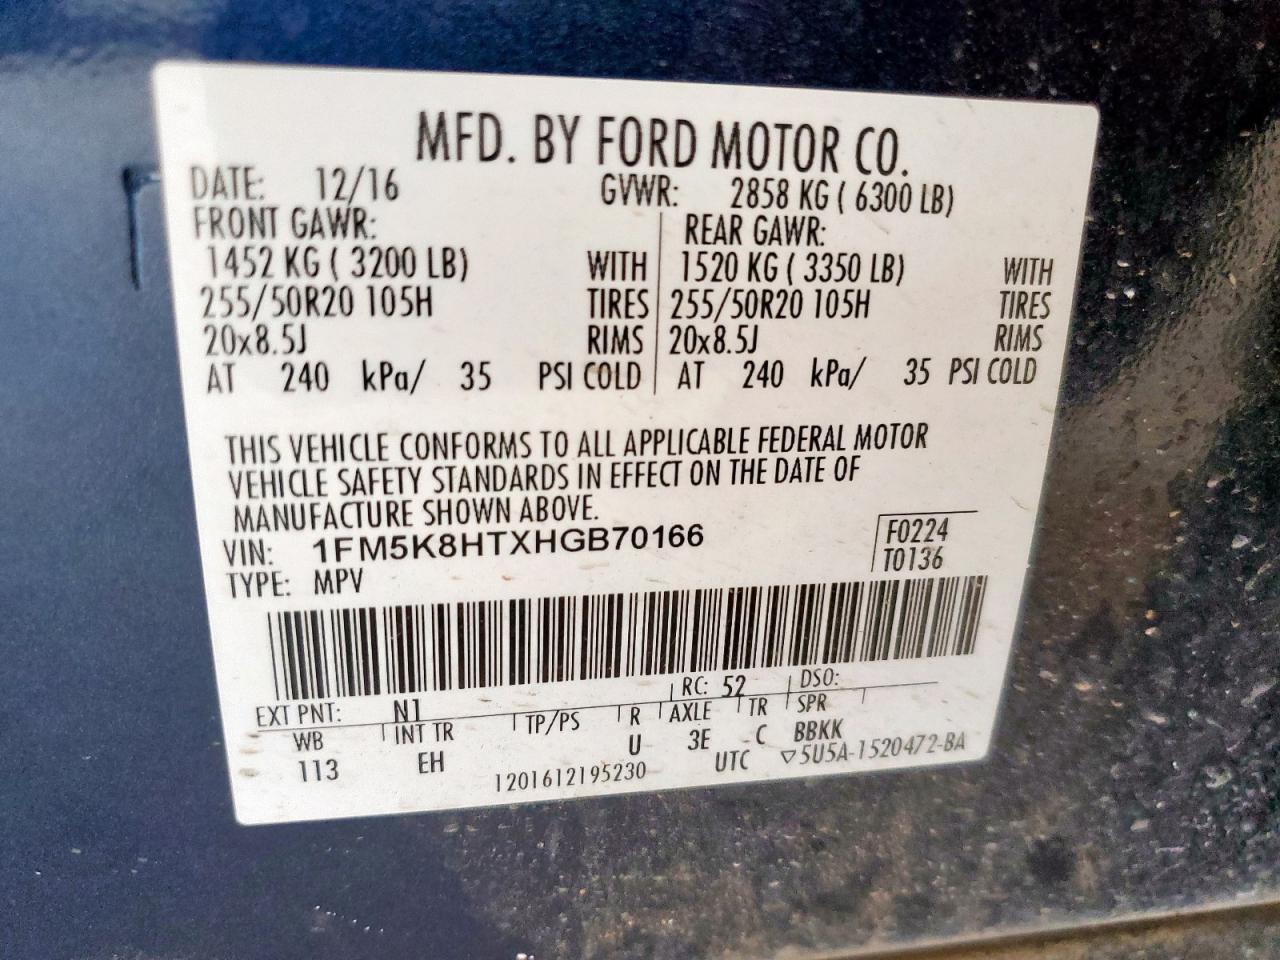 MFD. BY FORD MOTOR CO.
DATE: 12/16 GVWR: 2858 KG ( 6300 LB)
FRONT GAWR: REAR GAWR:
1452 KG ( 3200 LB) WITH 1520 KG ( 3350 LB) WITH
255/50R20 105H TIRES 255/50R20 105H TIRES
20x8.5J RIMS 20x8.5J RIMS
AT 240 kPa/ 35 PSI COLD AT 240 kPa/ 35 PSI COLD
THIS VEHICLE CONFORMS TO ALL APPLICABLE FEDERAL MOTOR
VEHICLE SAFETY STANDARDS IN EFFECT ON THE DATE OF
MANUFACTURE SHOWN ABOVE.
VIN: 1FM5K8HTXHGB70166 F0224
TYPE: MPV T0136
EXT PNT: N1 RC: 52 DSO:
WB INT TR TP/PS R AXLE TR SPR
113 EH U 3E C BBKK
1201612195230 UTC ▽5U5A-1520472-BA